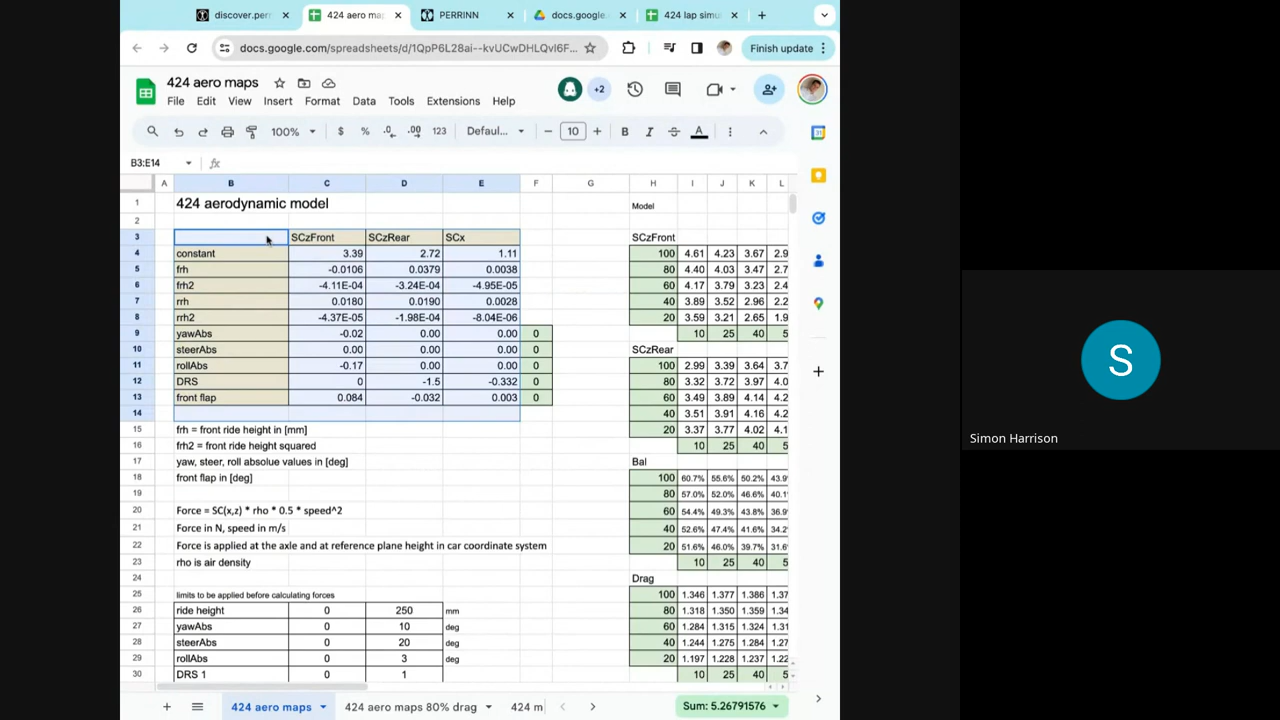 discover.perr
424 aero map
PERRINN
docs.google.
424 lap simu
docs.google.com/spreadsheets/d/1QpP6L28ai--kvUCwDHLQvl6F...
Finish update
424 aero maps
File Edit View Insert Format Data Tools Extensions Help
+2
100% $ % .0 .00 123 Defaul... − 10 + B I A
B3:E14 fx
A B C D E F G H I J K L
1 424 aerodynamic model Model
2
3 SCzFront SCzRear SCx SCzFront
4 constant 3.39 2.72 1.11 100 4.61 4.23 3.67 2.9
5 frh -0.0106 0.0379 0.0038 80 4.40 4.03 3.47 2.7
6 frh2 -4.11E-04 -3.24E-04 -4.95E-05 60 4.17 3.79 3.23 2.4
7 rrh 0.0180 0.0190 0.0028 40 3.89 3.52 2.96 2.2
8 rrh2 -4.37E-05 -1.98E-04 -8.04E-06 20 3.59 3.21 2.65 1.9
9 yawAbs -0.02 0.00 0.00 0 10 25 40 5
10 steerAbs 0.00 0.00 0.00 0 SCzRear
11 rollAbs -0.17 0.00 0.00 0 100 2.99 3.39 3.64 3.7
12 DRS 0 -1.5 -0.332 0 80 3.32 3.72 3.97 4.0
13 front flap 0.084 -0.032 0.003 0 60 3.49 3.89 4.14 4.2
14 40 3.51 3.91 4.16 4.2
15 frh = front ride height in [mm] 20 3.37 3.77 4.02 4.1
16 frh2 = front ride height squared 10 25 40 5
17 yaw, steer, roll absolue values in [deg] Bal
18 front flap in [deg] 100 60.7% 55.6% 50.2% 43.9
19 80 57.0% 52.0% 46.6% 40.1
20 Force = SC(x,z) * rho * 0.5 * speed^2 60 54.4% 49.3% 43.8% 36.9
21 Force in N, speed in m/s 40 52.6% 47.4% 41.6% 34.2
22 Force is applied at the axle and at reference plane height in car coordinate system 20 51.6% 46.0% 39.7% 31.6
23 rho is air density 10 25 40 5
24 Drag
25 limits to be applied before calculating forces 100 1.346 1.377 1.386 1.37
26 ride height 0 250 mm 80 1.318 1.350 1.359 1.34
27 yawAbs 0 10 deg 60 1.284 1.315 1.324 1.31
28 steerAbs 0 20 deg 40 1.244 1.275 1.284 1.27
29 rollAbs 0 3 deg 20 1.197 1.228 1.237 1.22
30 DRS 1 0 1 10 25 40 5
424 aero maps 424 aero maps 80% drag 424 m Sum: 5.26791576
S
Simon Harrison